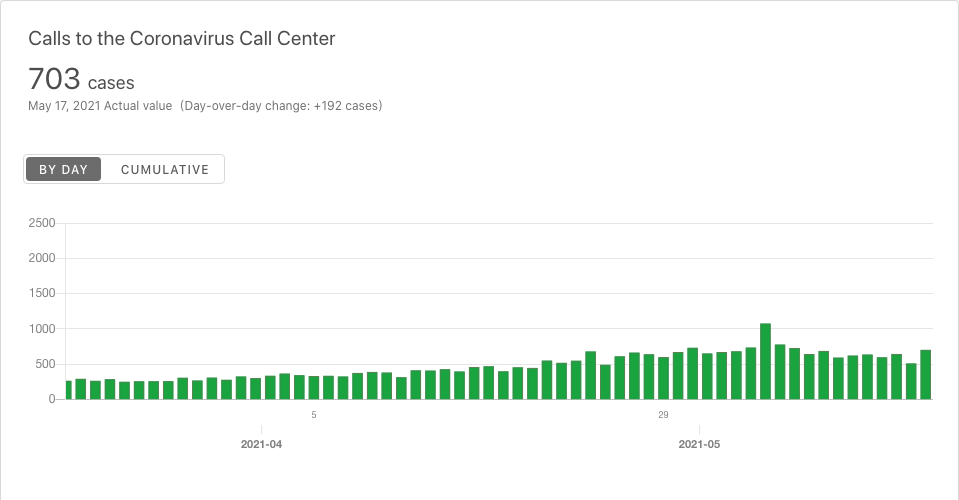 Calls to the Coronavirus Call Center
703 cases
May 17, 2021 Actual value (Day-over-day change: +192 cases)
BY DAY CUMULATIVE
2500
2000
1500
1000
500
0
5 29
2021-04 2021-05